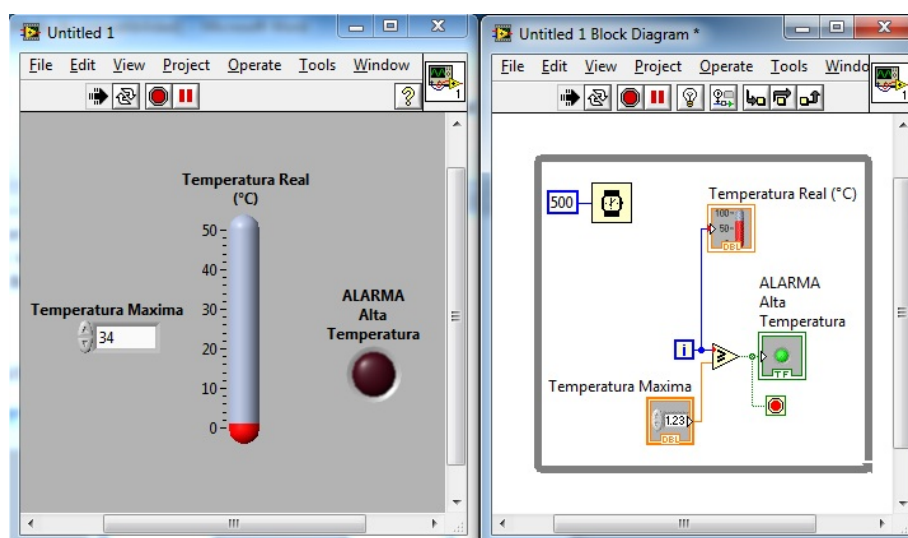 Untitled 1
File Edit View Project Operate Tools Window
?
1
Temperatura Real
(°C)
50
40
30
20
10
0
Temperatura Maxima
34
ALARMA
Alta
Temperatura
Untitled 1 Block Diagram *
File Edit View Project Operate Tools Windo
1
500
Temperatura Real (°C)
100
50
DBL
ALARMA
Alta
Temperatura
TF
i
≥
Temperatura Maxima
1.23
DBL